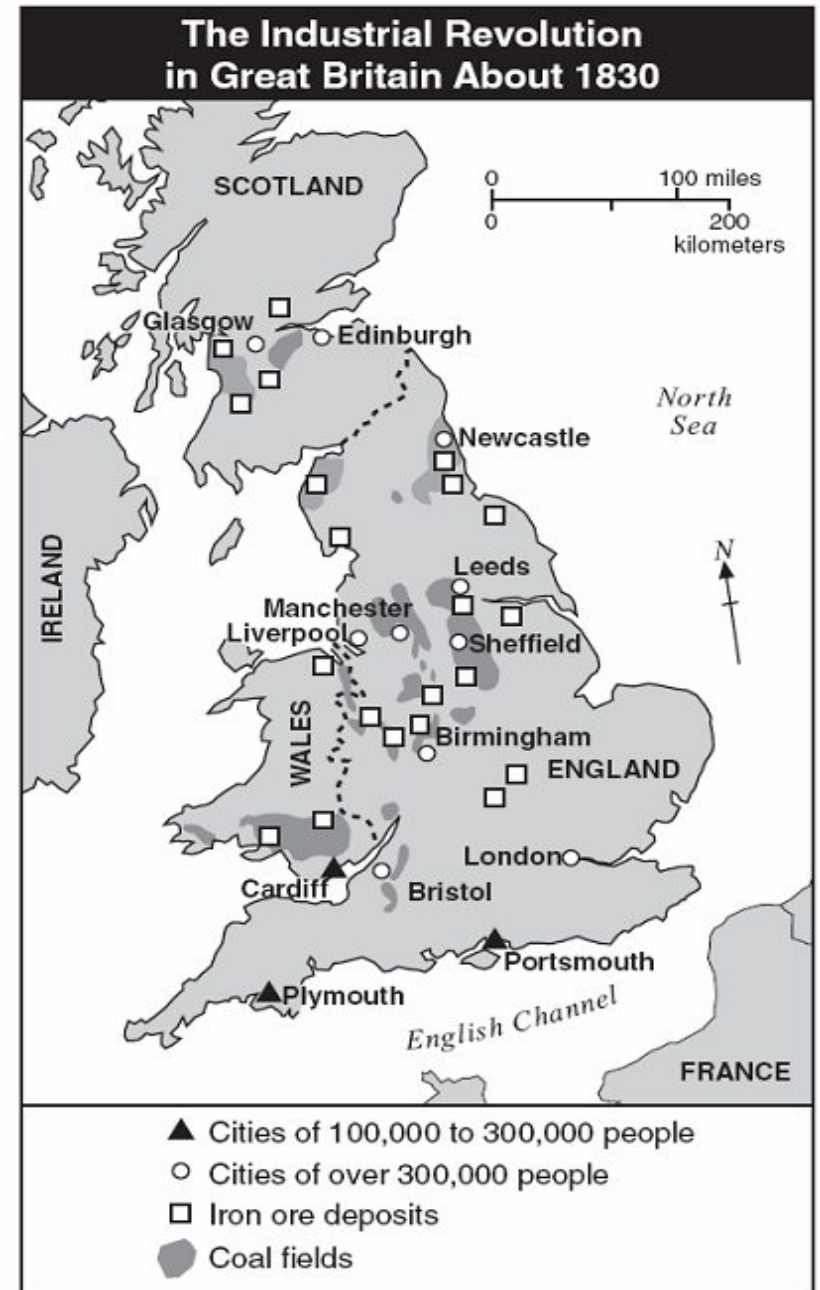 The Industrial Revolution
in Great Britain About 1830
SCOTLAND
0 100 miles
0 200
kilometers
Glasgow
Edinburgh
North
Sea
Newcastle
N
IRELAND
Leeds
Manchester
Liverpool
Sheffield
WALES
Birmingham
ENGLAND
London
Cardiff
Bristol
Portsmouth
Plymouth
English Channel
FRANCE
Cities of 100,000 to 300,000 people
Cities of over 300,000 people
Iron ore deposits
Coal fields